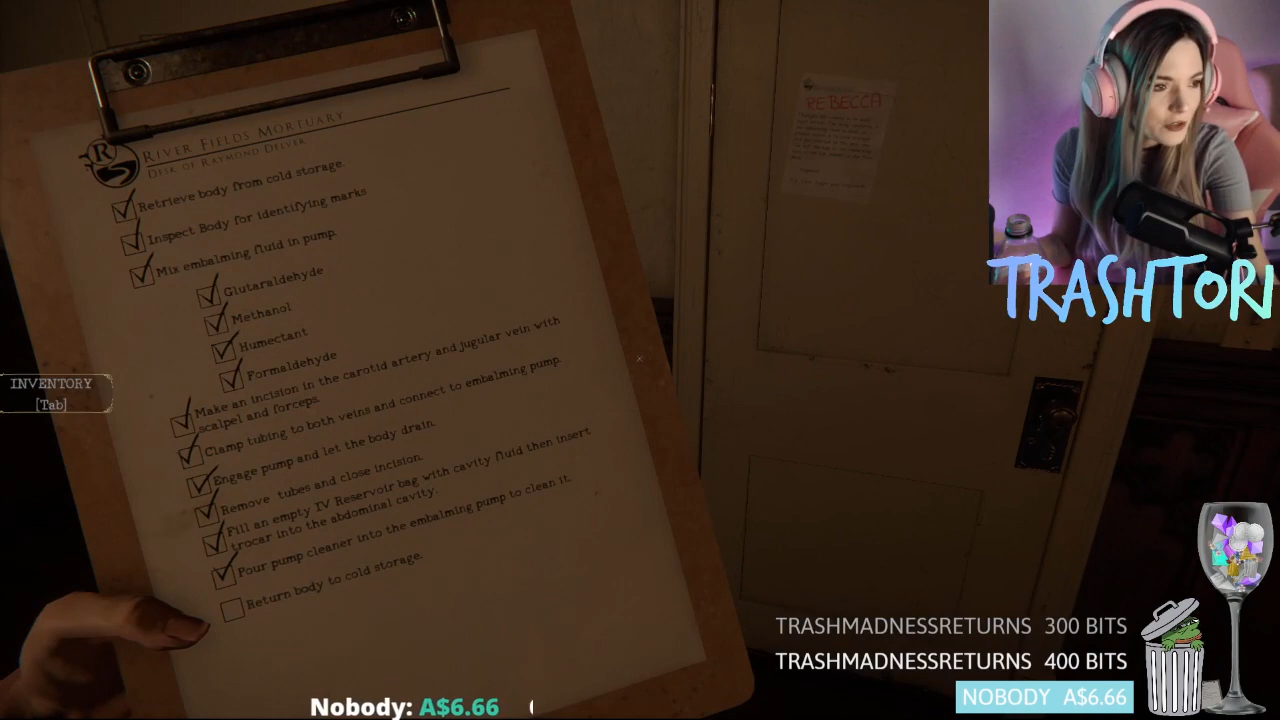 RIVER FIELDS MORTUARY
DESK OF RAYMOND DELVER
Retrieve body from cold storage.
Inspect Body for identifying marks
Mix embalming fluid in pump.
Glutaraldehyde
Methanol
Humectant
Formaldehyde
Make an incision in the carotid artery and jugular vein with
scalpel and forceps.
Clamp tubing to both veins and connect to embalming pump.
Engage pump and let the body drain.
Remove tubes and close incision.
Fill an empty IV Reservoir bag with cavity fluid then insert
trocar into the abdominal cavity.
Pour pump cleaner into the embalming pump to clean it.
Return body to cold storage.
INVENTORY
[Tab]
REBECCA
TRASHTORI
TRASHMADNESSRETURNS 300 BITS
TRASHMADNESSRETURNS 400 BITS
NOBODY A$6.66
Nobody: A$6.66